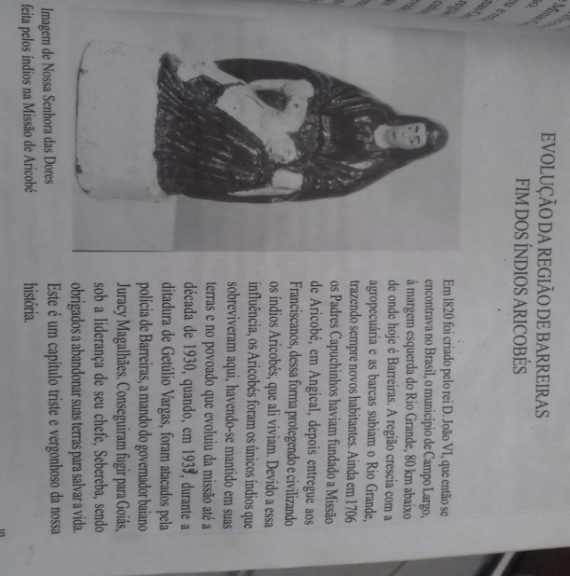 EVOLUÇÃO DA REGIÃO DE BARREIRAS
FIM DOS ÍNDIOS ARICOBÉS
Em 1820 foi criado pelo rei D. João VI, que então se
encontrava no Brasil, o município de Campo Largo,
à margem esquerda do Rio Grande, 80 km abaixo
de onde hoje é Barreiras. A região crescia com a
agropecuária e as barcas subiam o Rio Grande,
trazendo sempre novos habitantes. Ainda em 1706
os Padres Capuchinhos haviam fundado a Missão
de Aricobé, em Angical, depois entregue aos
Franciscanos, dessa forma protegendo e civilizando
os índios Aricobés, que ali viviam. Devido a essa
influência, os Aricobés foram os únicos índios que
sobreviveram aqui, havendo-se mantido em suas
terras e no povoado que evoluiu da missão até a
década de 1930, quando, em 1937, durante a
ditadura de Getúlio Vargas, foram atacados pela
polícia de Barreiras, a mando do governador baiano
Juracy Magalhães. Conseguiram fugir para Goiás,
sob a liderança de seu chefe, Sebereba, sendo
obrigados a abandonar suas terras para salvar a vida.
Este é um capítulo triste e vergonhoso da nossa
história.
Imagem de Nossa Senhora das Dores
feita pelos índios na Missão de Aricobé